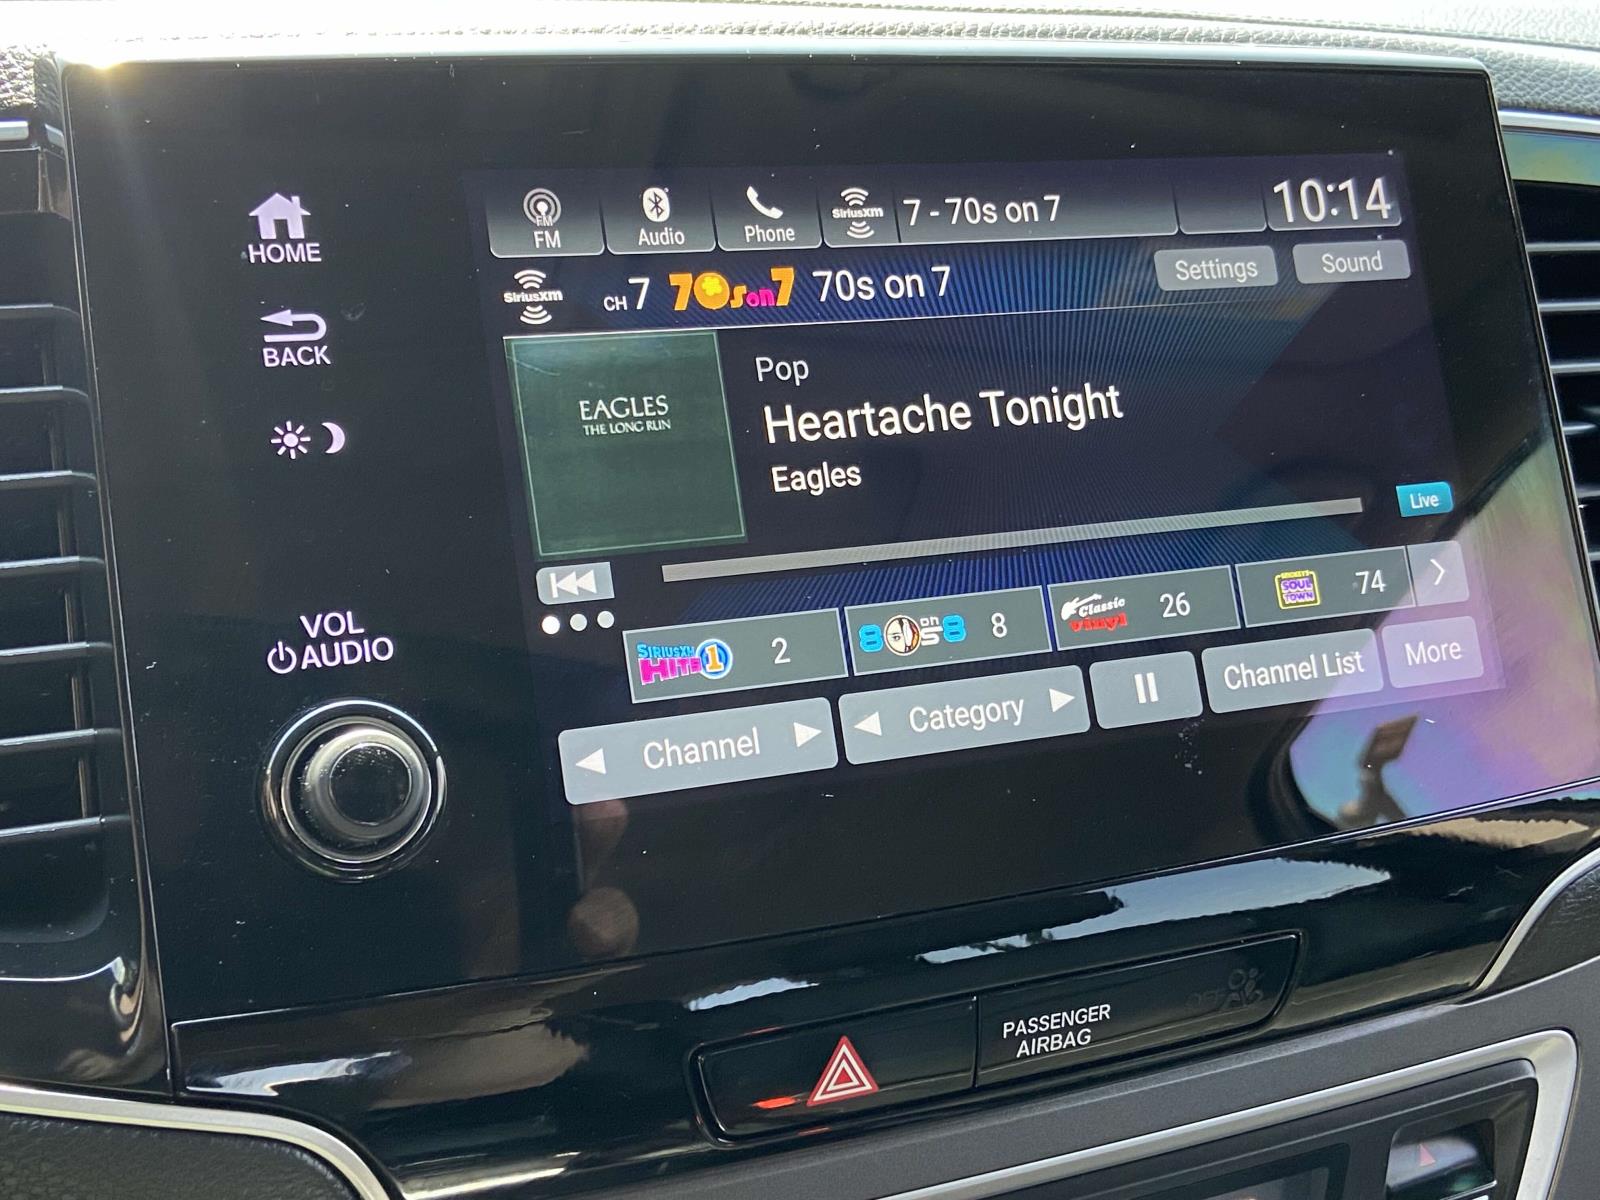 HOME
BACK
VOL
AUDIO
FM
FM
Audio
Phone
SiriusXM
7 - 70s on 7
10:14
SiriusXM
CH 7
70s on 7
70s on 7
Settings
Sound
EAGLES
THE LONG RUN
Pop
Heartache Tonight
Eagles
Live
SIRIUSXM
HITS 1
2
80s on 8
8
Classic
Vinyl
26
SOUL
TOWN
74
Channel
Category
Channel List
More
PASSENGER
AIRBAG